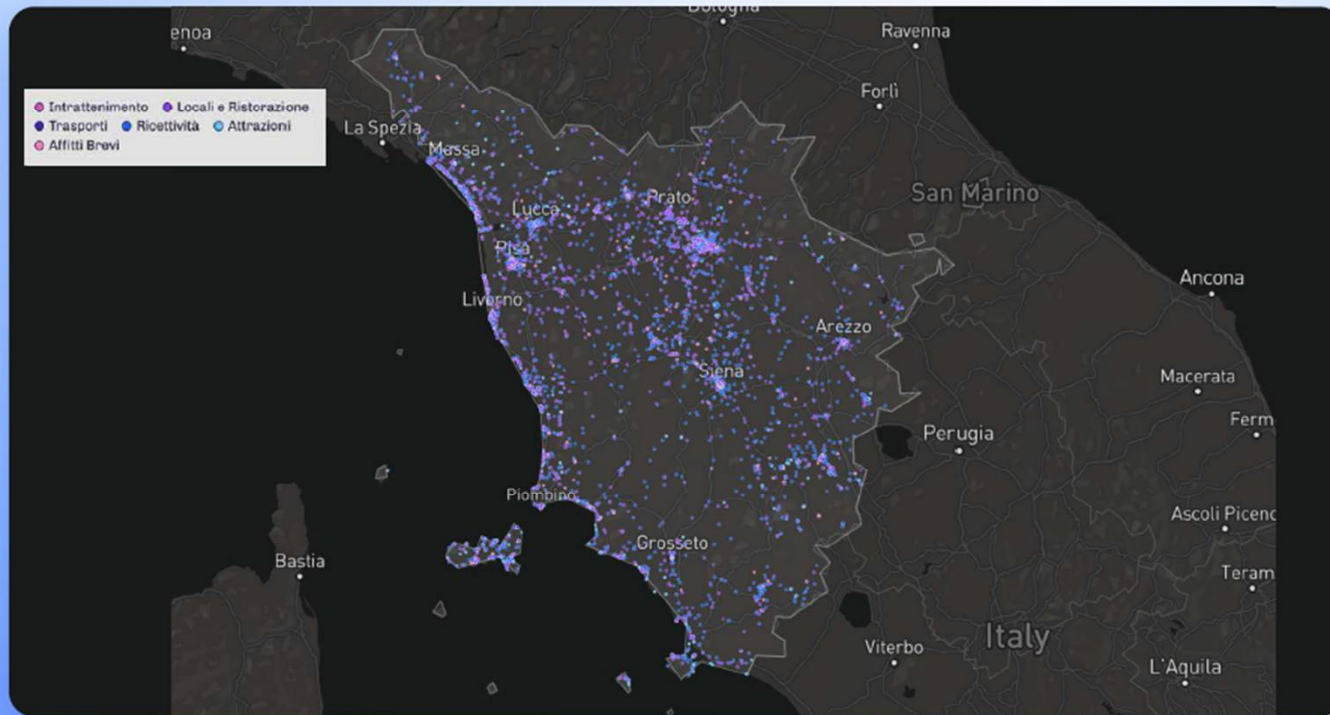 Bologna
enoa
Ravenna
Forlì
Intrattenimento Locali e Ristorazione
Trasporti Ricettività Attrazioni
Affitti Brevi
La Spezia
Massa
San Marino
Prato
Lucca
Pisa
Ancona
Livorno
Arezzo
Siena
Macerata
Ferm
Perugia
Piombino
Ascoli Picenc
Grosseto
Bastia
Teram
Italy
Viterbo
L'Aquila